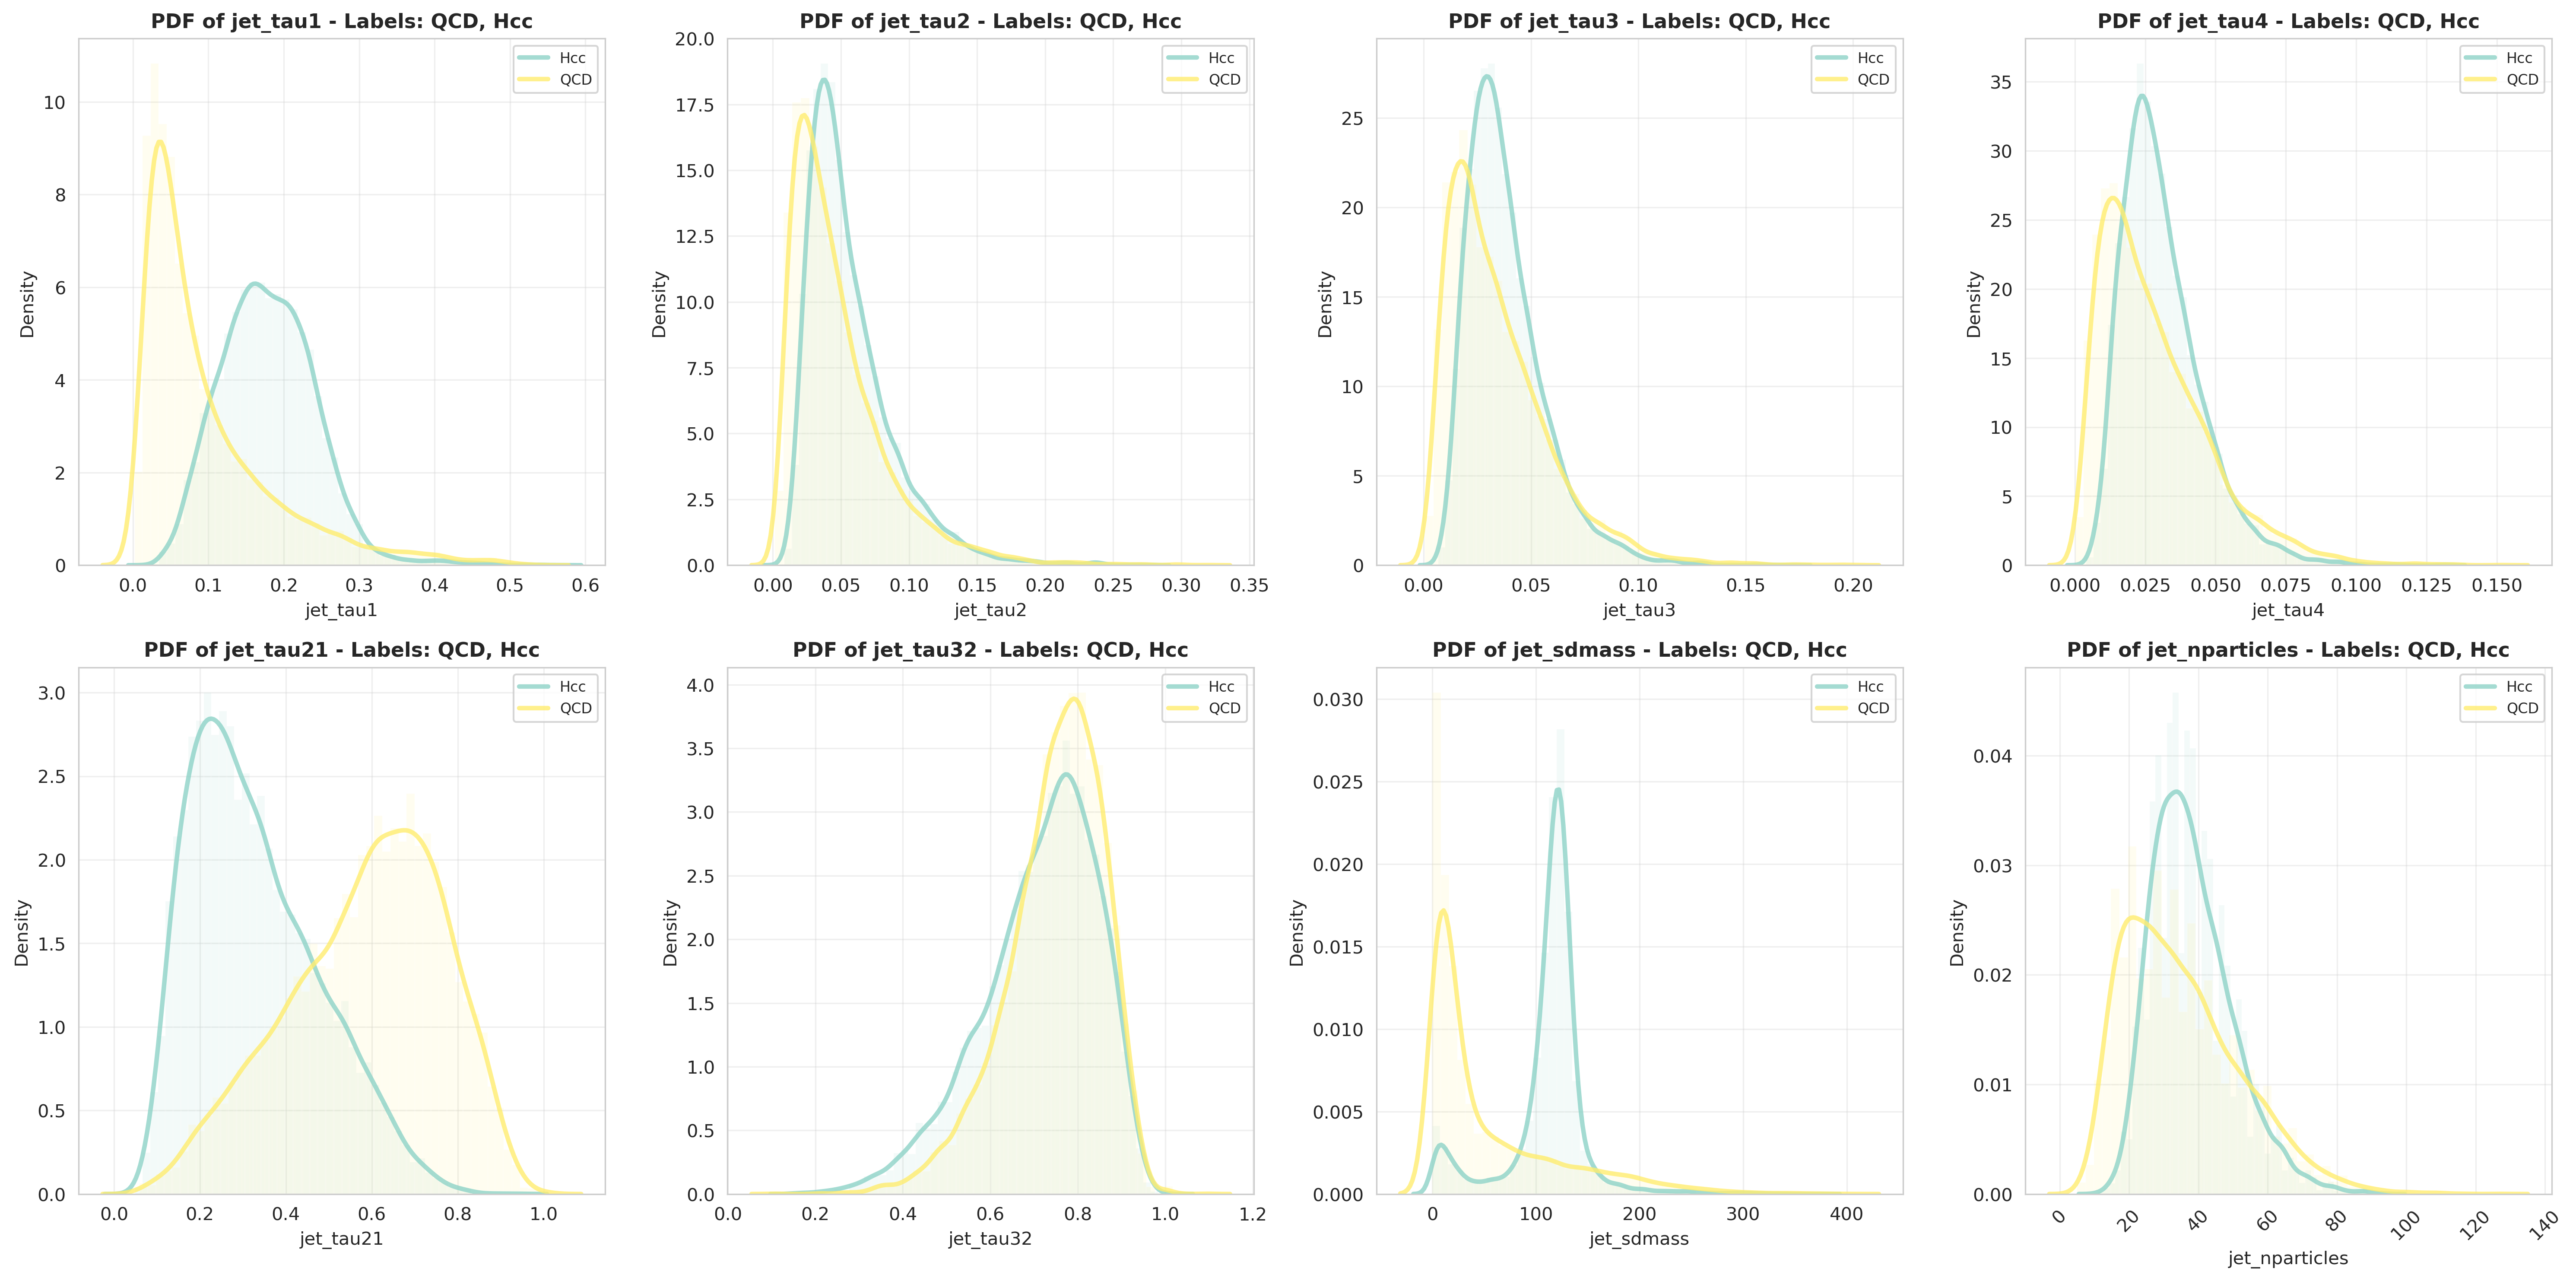 PDF of jet_tau1 - Labels: QCD, Hcc
Hcc
QCD
10
8
6
4
2
0
Density
0.0 0.1 0.2 0.3 0.4 0.5 0.6
jet_tau1
PDF of jet_tau2 - Labels: QCD, Hcc
Hcc
QCD
20.0
17.5
15.0
12.5
10.0
7.5
5.0
2.5
0.0
Density
0.00 0.05 0.10 0.15 0.20 0.25 0.30 0.35
jet_tau2
PDF of jet_tau3 - Labels: QCD, Hcc
Hcc
QCD
25
20
15
10
5
0
Density
0.00 0.05 0.10 0.15 0.20
jet_tau3
PDF of jet_tau4 - Labels: QCD, Hcc
Hcc
QCD
35
30
25
20
15
10
5
0
Density
0.000 0.025 0.050 0.075 0.100 0.125 0.150
jet_tau4
PDF of jet_tau21 - Labels: QCD, Hcc
Hcc
QCD
3.0
2.5
2.0
1.5
1.0
0.5
0.0
Density
0.0 0.2 0.4 0.6 0.8 1.0
jet_tau21
PDF of jet_tau32 - Labels: QCD, Hcc
Hcc
QCD
4.0
3.5
3.0
2.5
2.0
1.5
1.0
0.5
0.0
Density
0.0 0.2 0.4 0.6 0.8 1.0 1.2
jet_tau32
PDF of jet_sdmass - Labels: QCD, Hcc
Hcc
QCD
0.030
0.025
0.020
0.015
0.010
0.005
0.000
Density
0 100 200 300 400
jet_sdmass
PDF of jet_nparticles - Labels: QCD, Hcc
Hcc
QCD
0.04
0.03
0.02
0.01
0.00
Density
0 20 40 60 80 100 120 140
jet_nparticles